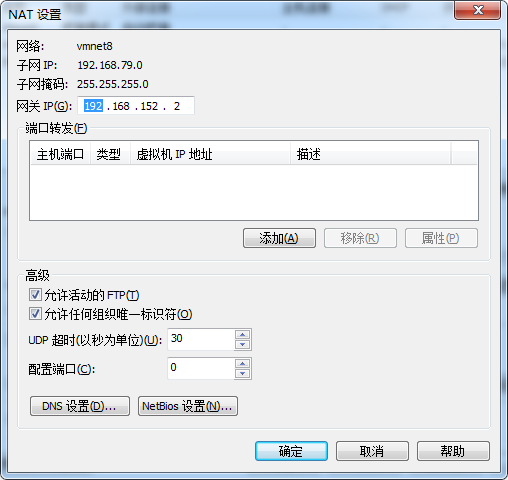 NAT 设置
网络: vmnet8
子网 IP: 192.168.79.0
子网掩码: 255.255.255.0
网关 IP(G): 192 .168 .152 . 2
端口转发(F)
主机端口 类型 虚拟机 IP 地址 描述
添加(A) 移除(R) 属性(P)
高级
允许活动的 FTP(T)
允许任何组织唯一标识符(O)
UDP 超时(以秒为单位)(U): 30
配置端口(C): 0
DNS 设置(D)... NetBios 设置(N)...
确定 取消 帮助